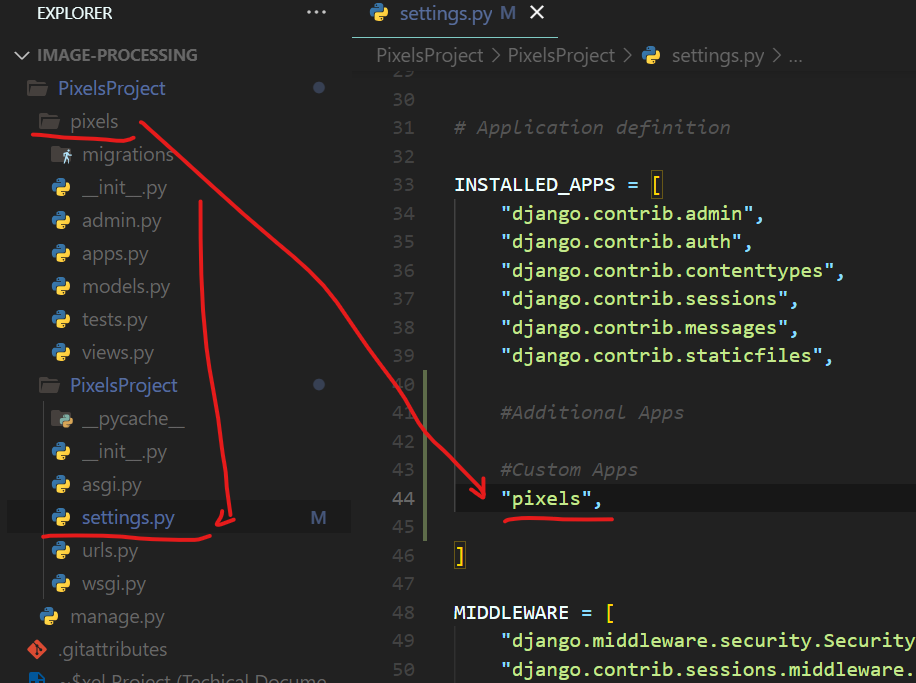 EXPLORER
IMAGE-PROCESSING
PixelsProject
pixels
migrations
__init__.py
admin.py
apps.py
models.py
tests.py
views.py
PixelsProject
__pycache__
__init__.py
asgi.py
settings.py M
urls.py
wsgi.py
manage.py
.gitattributes
~$xel Project (Techical Docume
settings.py M
PixelsProject > PixelsProject > settings.py > ...
29
30
31 # Application definition
32
33 INSTALLED_APPS = [
34 "django.contrib.admin",
35 "django.contrib.auth",
36 "django.contrib.contenttypes",
37 "django.contrib.sessions",
38 "django.contrib.messages",
39 "django.contrib.staticfiles",
40
41 #Additional Apps
42
43 #Custom Apps
44 "pixels",
45
46 ]
47
48 MIDDLEWARE = [
49 "django.middleware.security.Security
50 "django.contrib.sessions.middleware.